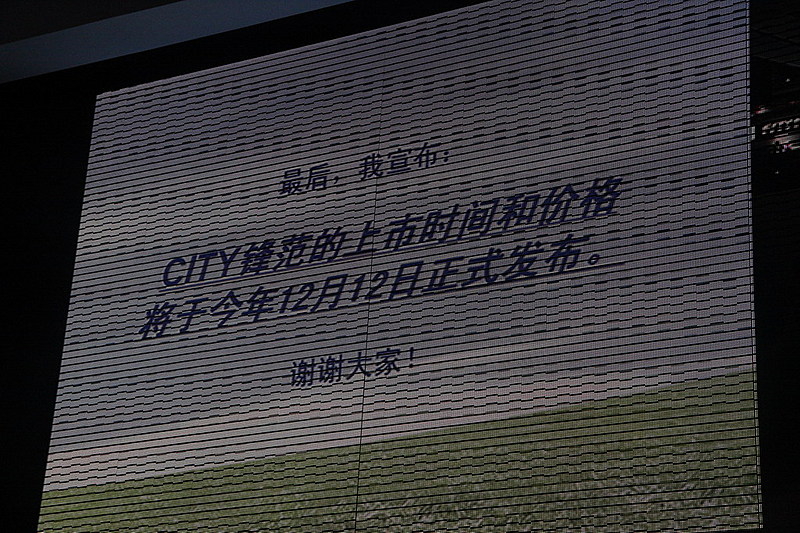 最后，我宣布：
CITY锋范的上市时间和价格
将于今年12月12日正式发布。
谢谢大家！